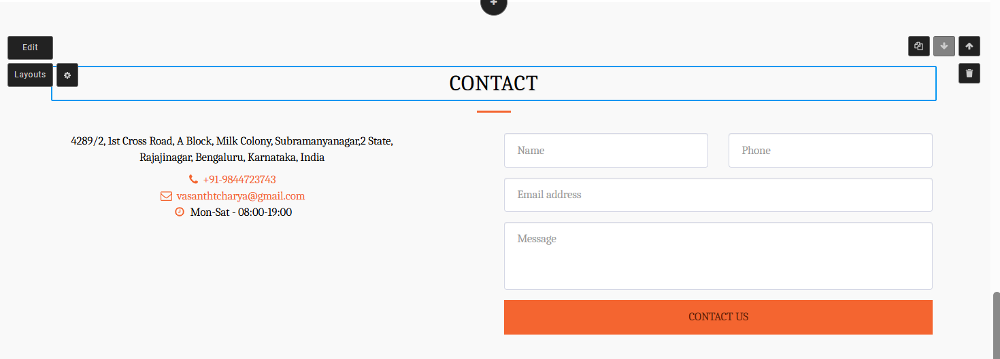 Edit
Layouts
CONTACT
4289/2, 1st Cross Road, A Block, Milk Colony, Subramanyanagar,2 State,
Rajajinagar, Bengaluru, Karnataka, India
+91-9844723743
vasanthtcharya@gmail.com
Mon-Sat - 08:00-19:00
Name
Phone
Email address
Message
CONTACT US